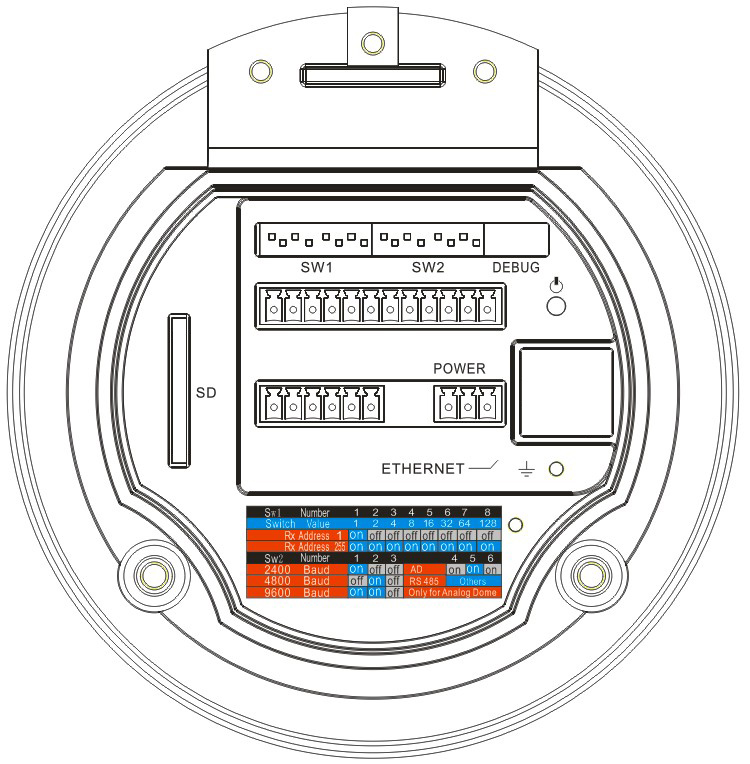 SW1 SW2 DEBUG
POWER
SD
ETHERNET
Sw1 Number 1 2 3 4 5 6 7 8
Switch Value 1 2 4 8 16 32 64 128
Rx Address 1 on off off off off off off off
Rx Address 255 on on on on on on on on
Sw2 Number 1 2 3 4 5 6
2400 Baud on off off AD on on on
4800 Baud off on off RS 485 Others
9600 Baud on on off Only for Analog Dome